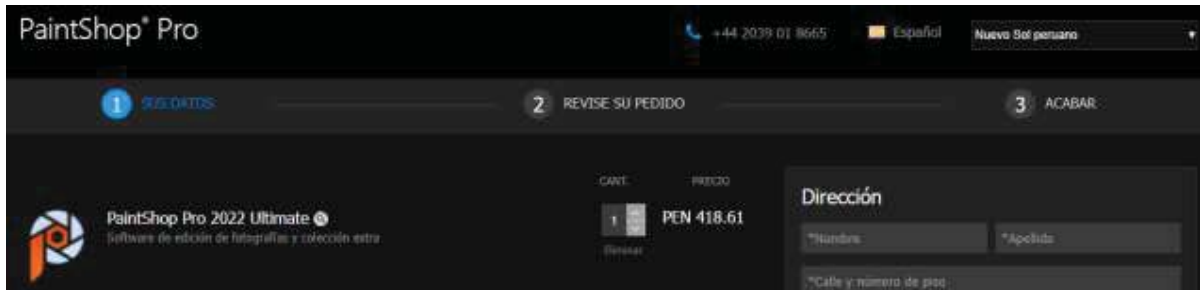 PaintShop® Pro
+44 2039 01 8665
Español
Nuevo Sol peruano
1 SUS DATOS
2 REVISE SU PEDIDO
3 ACABAR
CANT.
PRECIO
PaintShop Pro 2022 Ultimate
Software de edición de fotografías y colección extra
1
PEN 418.61
Eliminar
Dirección
*Nombre
*Apellido
*Calle y número de piso